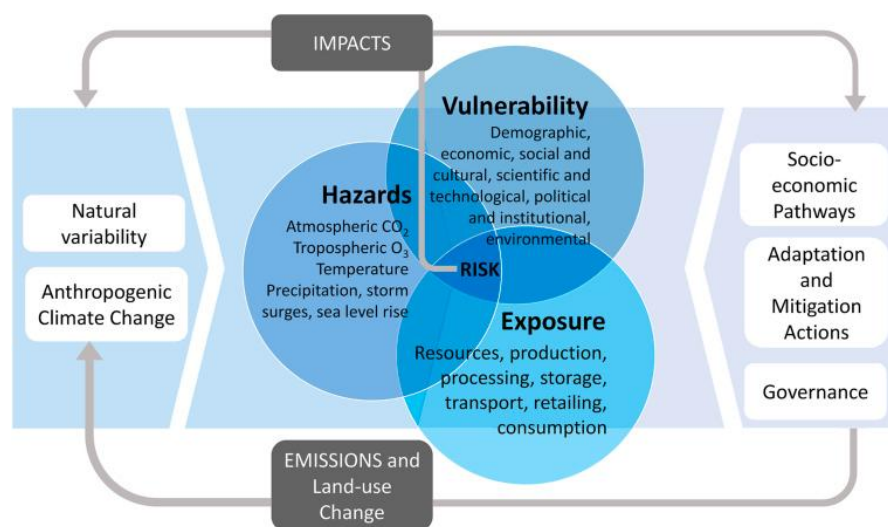 IMPACTS
Vulnerability
Demographic,
economic, social and
cultural, scientific and
technological, political
and institutional,
environmental
Hazards
Atmospheric CO₂
Tropospheric O₃
Temperature
Precipitation, storm
surges, sea level rise
RISK
Exposure
Resources, production,
processing, storage,
transport, retailing,
consumption
Natural
variability
Anthropogenic
Climate Change
Socio-
economic
Pathways
Adaptation
and
Mitigation
Actions
Governance
EMISSIONS and
Land-use
Change